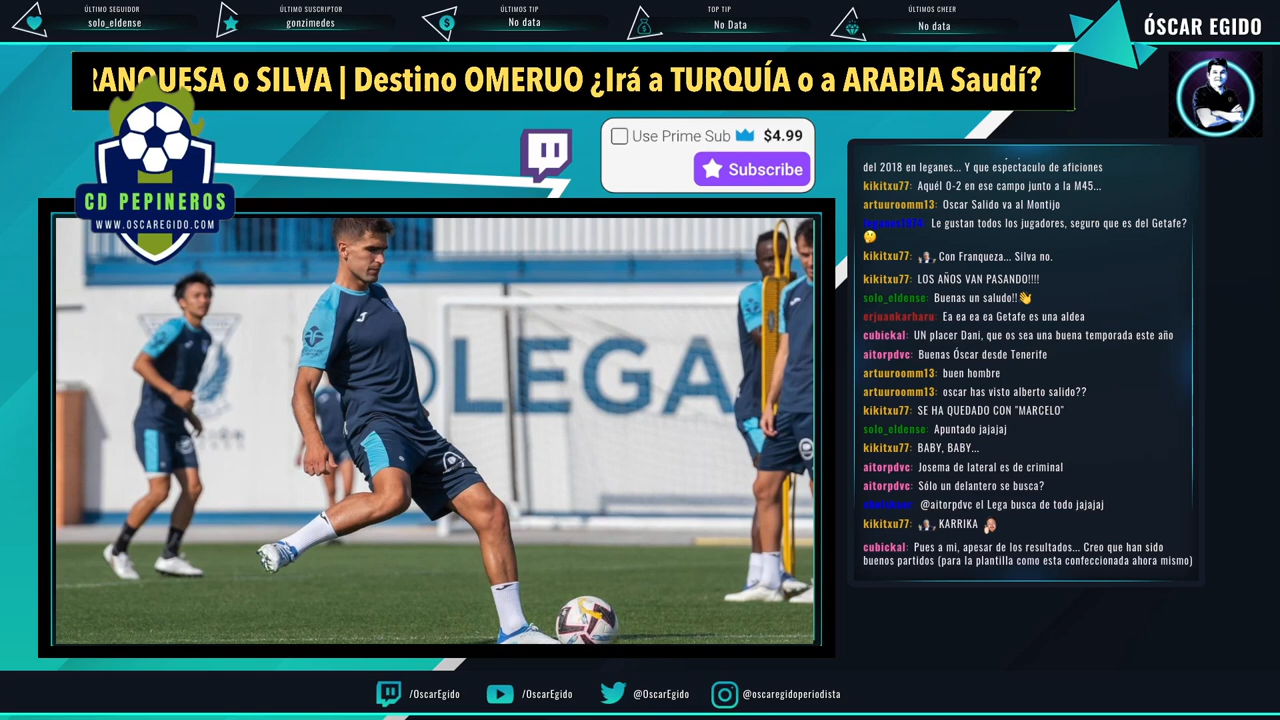 ÚLTIMO SEGUIDOR
solo_eldense
ÚLTIMO SUSCRIPTOR
gonzimedes
ÚLTIMOS TIP
No data
TOP TIP
No Data
ÚLTIMOS CHEER
No data
ÓSCAR EGIDO
RANQUESA o SILVA | Destino OMERUO ¿Irá a TURQUÍA o a ARABIA Saudí?
Use Prime Sub $4.99
Subscribe
CD PEPINEROS
WWW.OSCAREGIDO.COM
OLEGA
del 2018 en leganes... Y que espectaculo de aficiones
kikitxu77: Aquél 0-2 en ese campo junto a la M45...
artuuroomm13: Oscar Salido va al Montijo
Le gustan todos los jugadores, seguro que es del Getafe?
🤔
kikitxu77: Con Franqueza... Silva no.
kikitxu77: LOS AÑOS VAN PASANDO!!!!
solo_eldense: Buenas un saludo!!👋
erjuankarharu: Ea ea ea ea Getafe es una aldea
cubickal: UN placer Dani, que os sea una buena temporada este año
aitorpdvc: Buenas Óscar desde Tenerife
artuuroomm13: buen hombre
artuuroomm13: oscar has visto alberto salido??
kikitxu77: SE HA QUEDADO CON "MARCELO"
solo_eldense: Apuntado jajajaj
kikitxu77: BABY, BABY...
aitorpdvc: Josema de lateral es de criminal
aitorpdvc: Sólo un delantero se busca?
@aitorpdvc el Lega busca de todo jajajaj
kikitxu77: KARRIKA
cubickal: Pues a mi, apesar de los resultados... Creo que han sido
buenos partidos (para la plantilla como esta confeccionada ahora mismo)
/OscarEgido
/OscarEgido
@OscarEgido
@oscaregidoperiodista